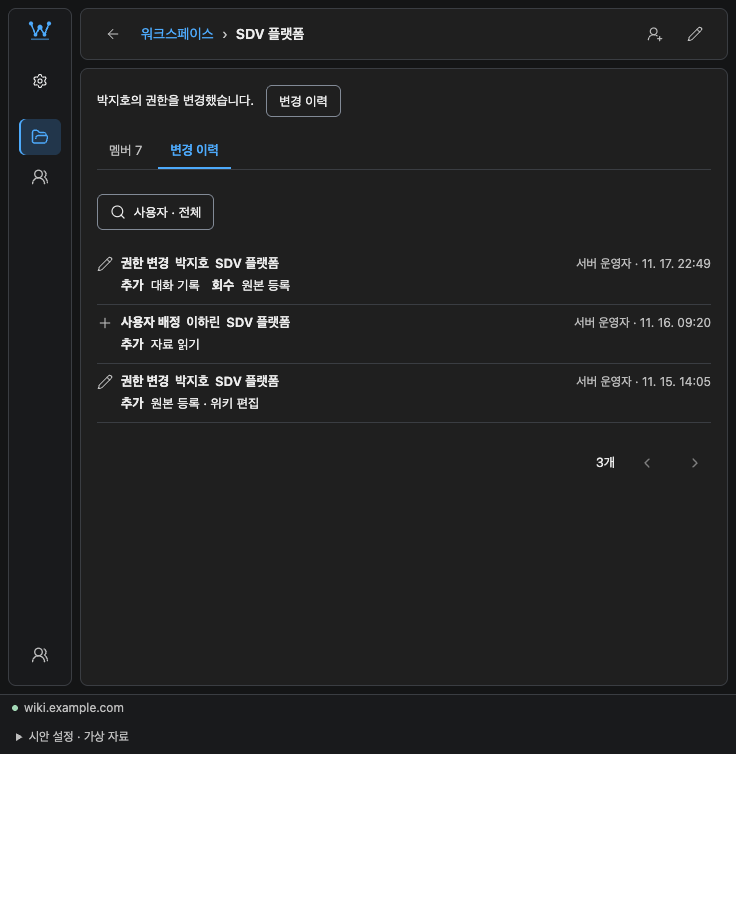 워크스페이스 › SDV 플랫폼
박지호의 권한을 변경했습니다. 변경 이력
멤버 7 변경 이력
사용자 · 전체
권한 변경 박지호 SDV 플랫폼 서버 운영자 · 11. 17. 22:49
추가 대화 기록 회수 원본 등록
사용자 배정 이하린 SDV 플랫폼 서버 운영자 · 11. 16. 09:20
추가 자료 읽기
권한 변경 박지호 SDV 플랫폼 서버 운영자 · 11. 15. 14:05
추가 원본 등록 · 위키 편집
3개
wiki.example.com
시안 설정 · 가상 자료